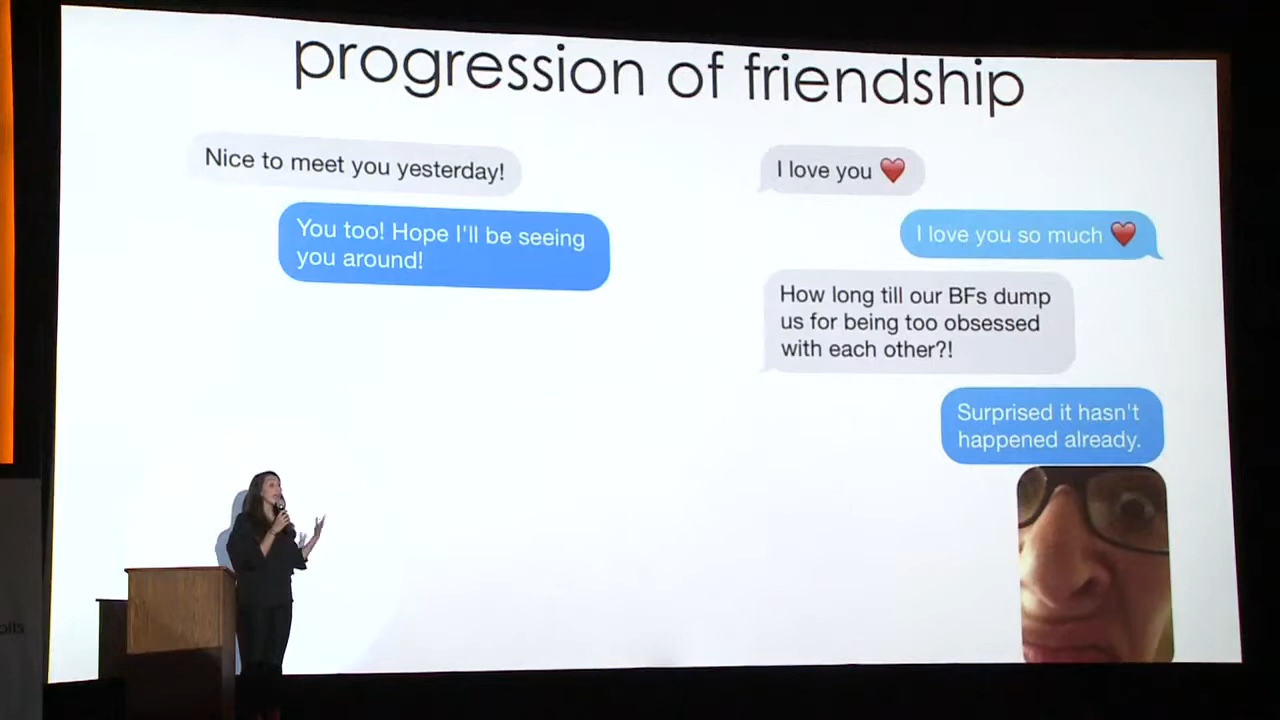 progression of friendship
Nice to meet you yesterday!
You too! Hope I'll be seeing
you around!
I love you ❤️
I love you so much ❤️
How long till our BFs dump
us for being too obsessed
with each other?!
Surprised it hasn't
happened already.